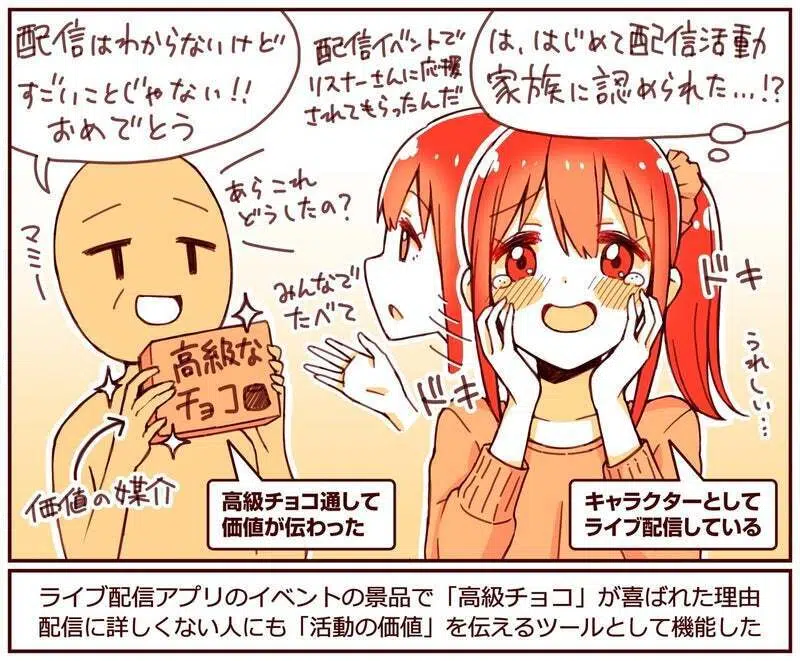 配信はわからないけど
すごいことじゃない!!
おめでとう
配信イベントで
リスナーさんに応援
されてもらったんだ
は、はじめて配信活動
家族に認められた…!?
あらこれ
どうしたの?
マミー
みんなで
たべて
ドキ
ドキ
うれしい…
高級な
チョコ
価値の媒介
高級チョコ通して
価値が伝わった
キャラクターとして
ライブ配信している
ライブ配信アプリのイベントの景品で「高級チョコ」が喜ばれた理由
配信に詳しくない人にも「活動の価値」を伝えるツールとして機能した